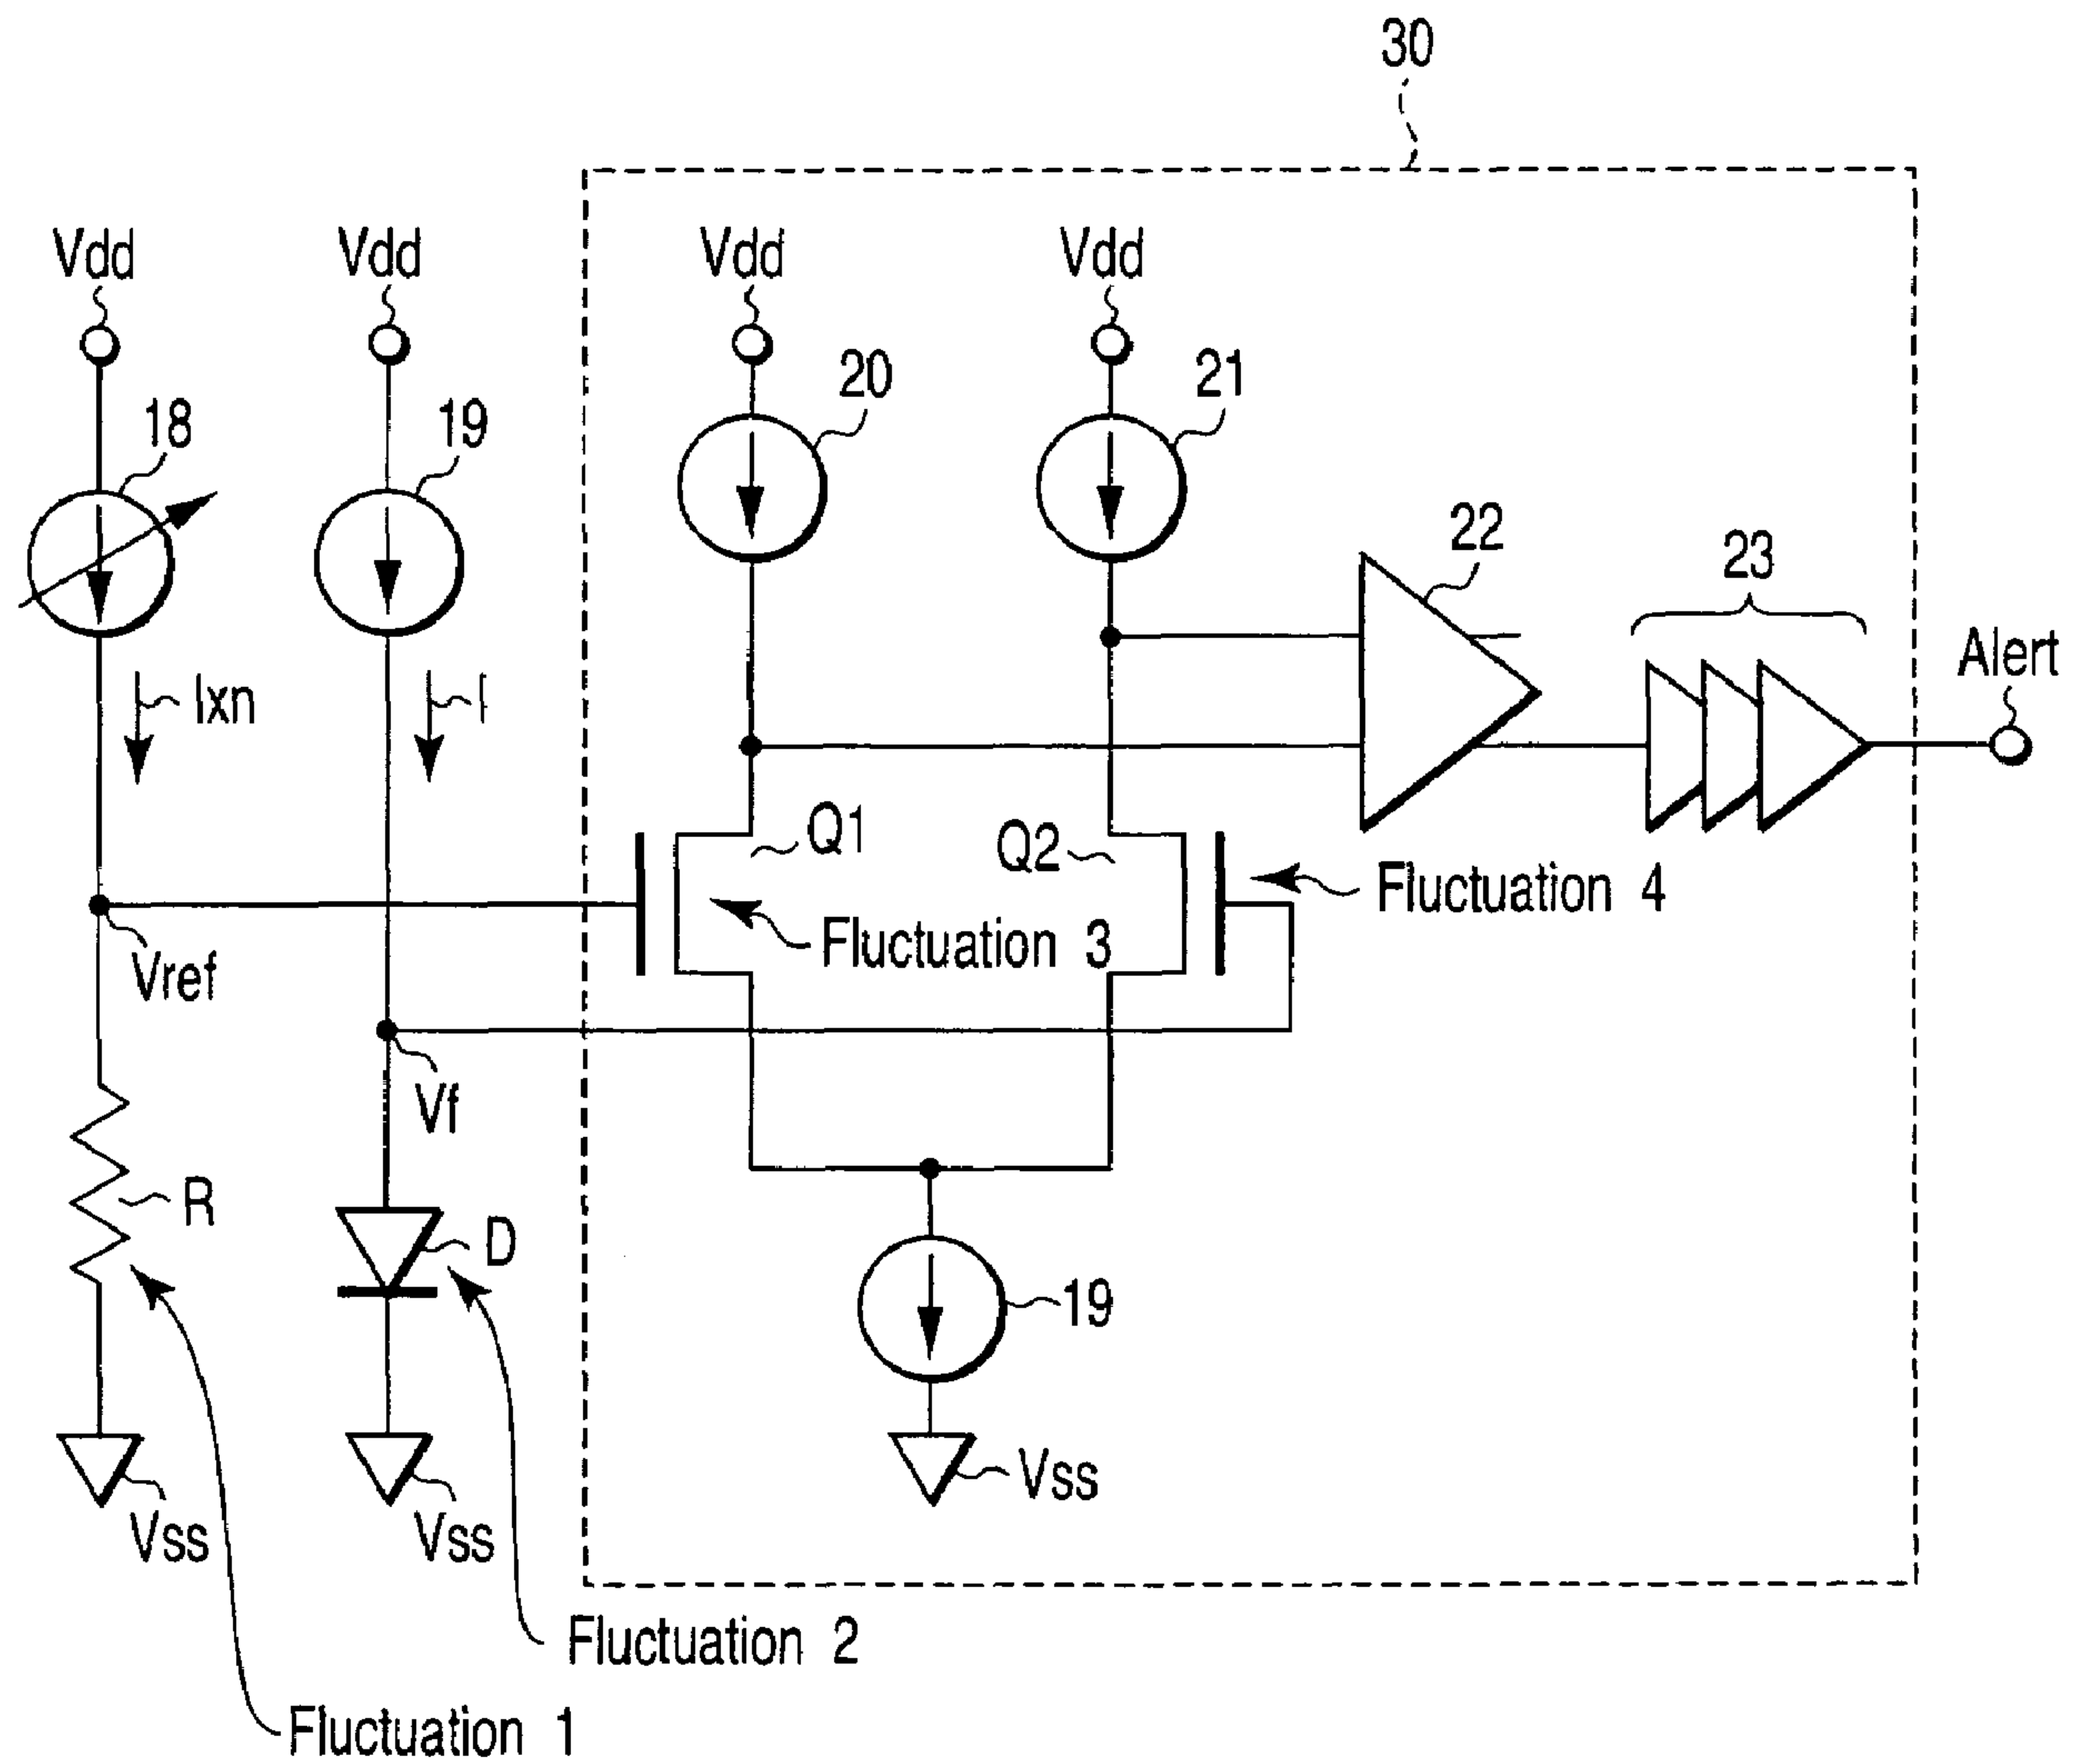 30
Vdd
Vdd
Vdd
Vdd
20
21
18
19
22
23
Alert
Ixn
I
Q1
Q2
Fluctuation 4
Fluctuation 3
Vref
Vf
R
D
19
Vss
Vss
Vss
Fluctuation 2
Fluctuation 1